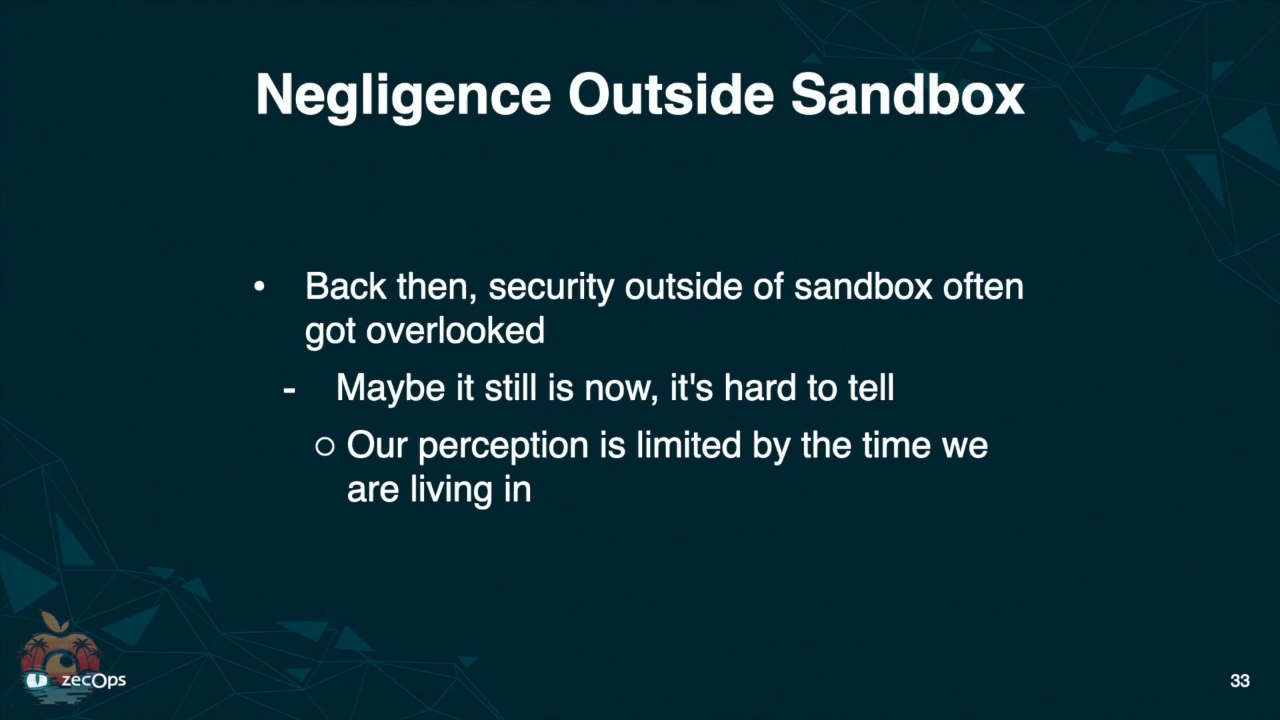 Negligence Outside Sandbox
• Back then, security outside of sandbox often
got overlooked
- Maybe it still is now, it's hard to tell
○ Our perception is limited by the time we
are living in
zecOps
33